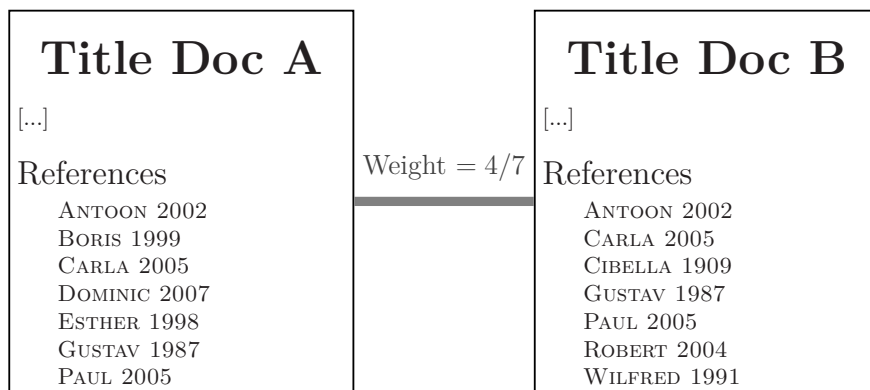 Title Doc A
[...]
References
ANTOON 2002
BORIS 1999
CARLA 2005
DOMINIC 2007
ESTHER 1998
GUSTAV 1987
PAUL 2005
Weight = 4/7
Title Doc B
[...]
References
ANTOON 2002
CARLA 2005
CIBELLA 1909
GUSTAV 1987
PAUL 2005
ROBERT 2004
WILFRED 1991